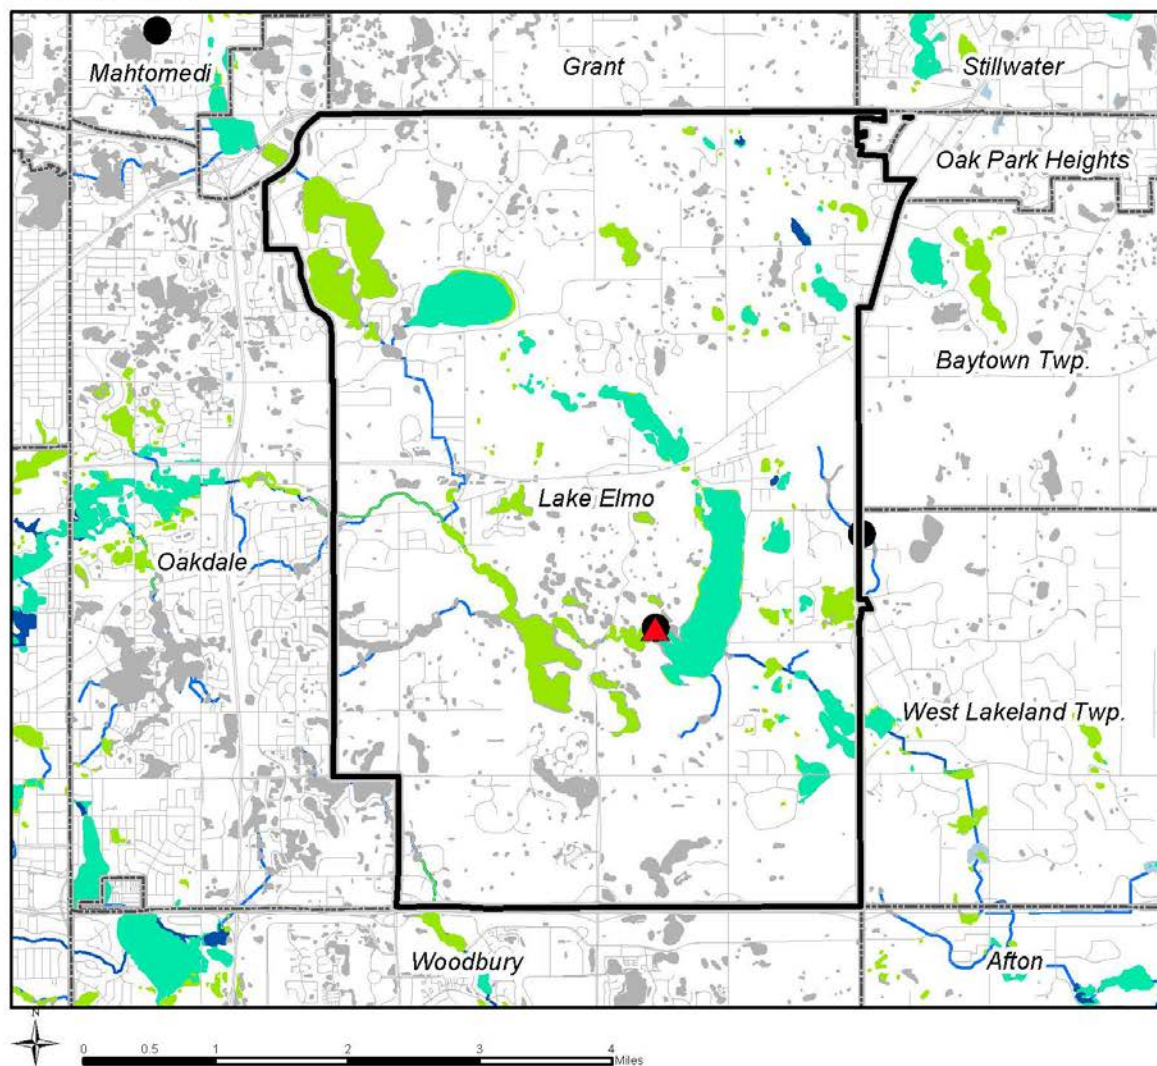 Mahtomedi
Grant
Stillwater
Oak Park Heights
Baytown Twp.
Lake Elmo
Oakdale
West Lakeland Twp.
Woodbury
Afton
N
0 0.5 1 2 3 4
Miles